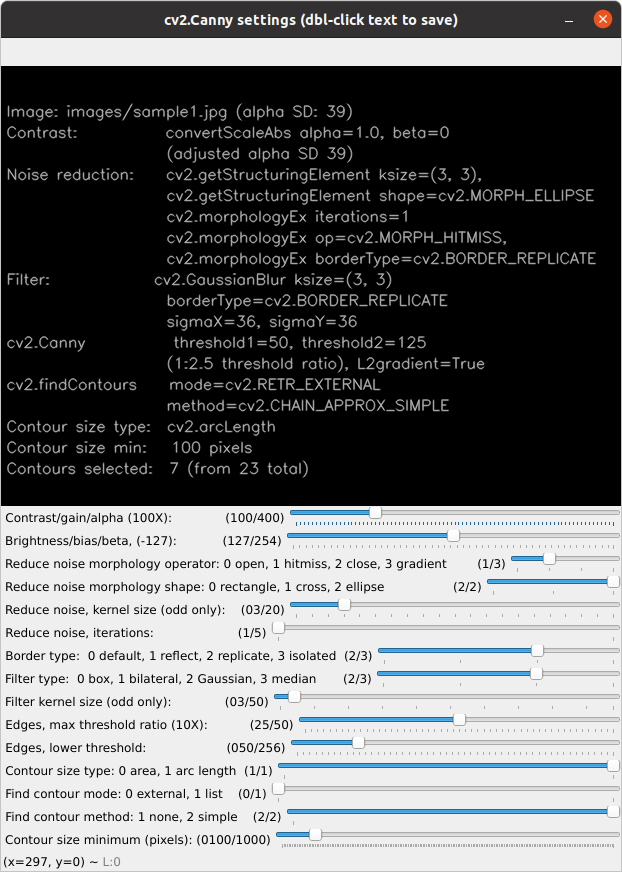 cv2.Canny settings (dbl-click text to save)
Image: images/sample1.jpg (alpha SD: 39)
Contrast: convertScaleAbs alpha=1.0, beta=0
(adjusted alpha SD 39)
Noise reduction: cv2.getStructuringElement ksize=(3, 3),
cv2.getStructuringElement shape=cv2.MORPH_ELLIPSE
cv2.morphologyEx iterations=1
cv2.morphologyEx op=cv2.MORPH_HITMISS,
cv2.morphologyEx borderType=cv2.BORDER_REPLICATE
Filter: cv2.GaussianBlur ksize=(3, 3)
borderType=cv2.BORDER_REPLICATE
sigmaX=36, sigmaY=36
cv2.Canny threshold1=50, threshold2=125
(1:2.5 threshold ratio), L2gradient=True
cv2.findContours mode=cv2.RETR_EXTERNAL
method=cv2.CHAIN_APPROX_SIMPLE
Contour size type: cv2.arcLength
Contour size min: 100 pixels
Contours selected: 7 (from 23 total)
Contrast/gain/alpha (100X): (100/400)
Brightness/bias/beta, (-127): (127/254)
Reduce noise morphology operator: 0 open, 1 hitmiss, 2 close, 3 gradient (1/3)
Reduce noise morphology shape: 0 rectangle, 1 cross, 2 ellipse (2/2)
Reduce noise, kernel size (odd only): (03/20)
Reduce noise, iterations: (1/5)
Border type: 0 default, 1 reflect, 2 replicate, 3 isolated (2/3)
Filter type: 0 box, 1 bilateral, 2 Gaussian, 3 median (2/3)
Filter kernel size (odd only): (03/50)
Edges, max threshold ratio (10X): (25/50)
Edges, lower threshold: (050/256)
Contour size type: 0 area, 1 arc length (1/1)
Find contour mode: 0 external, 1 list (0/1)
Find contour method: 1 none, 2 simple (2/2)
Contour size minimum (pixels): (0100/1000)
(x=297, y=0) ~ L:0